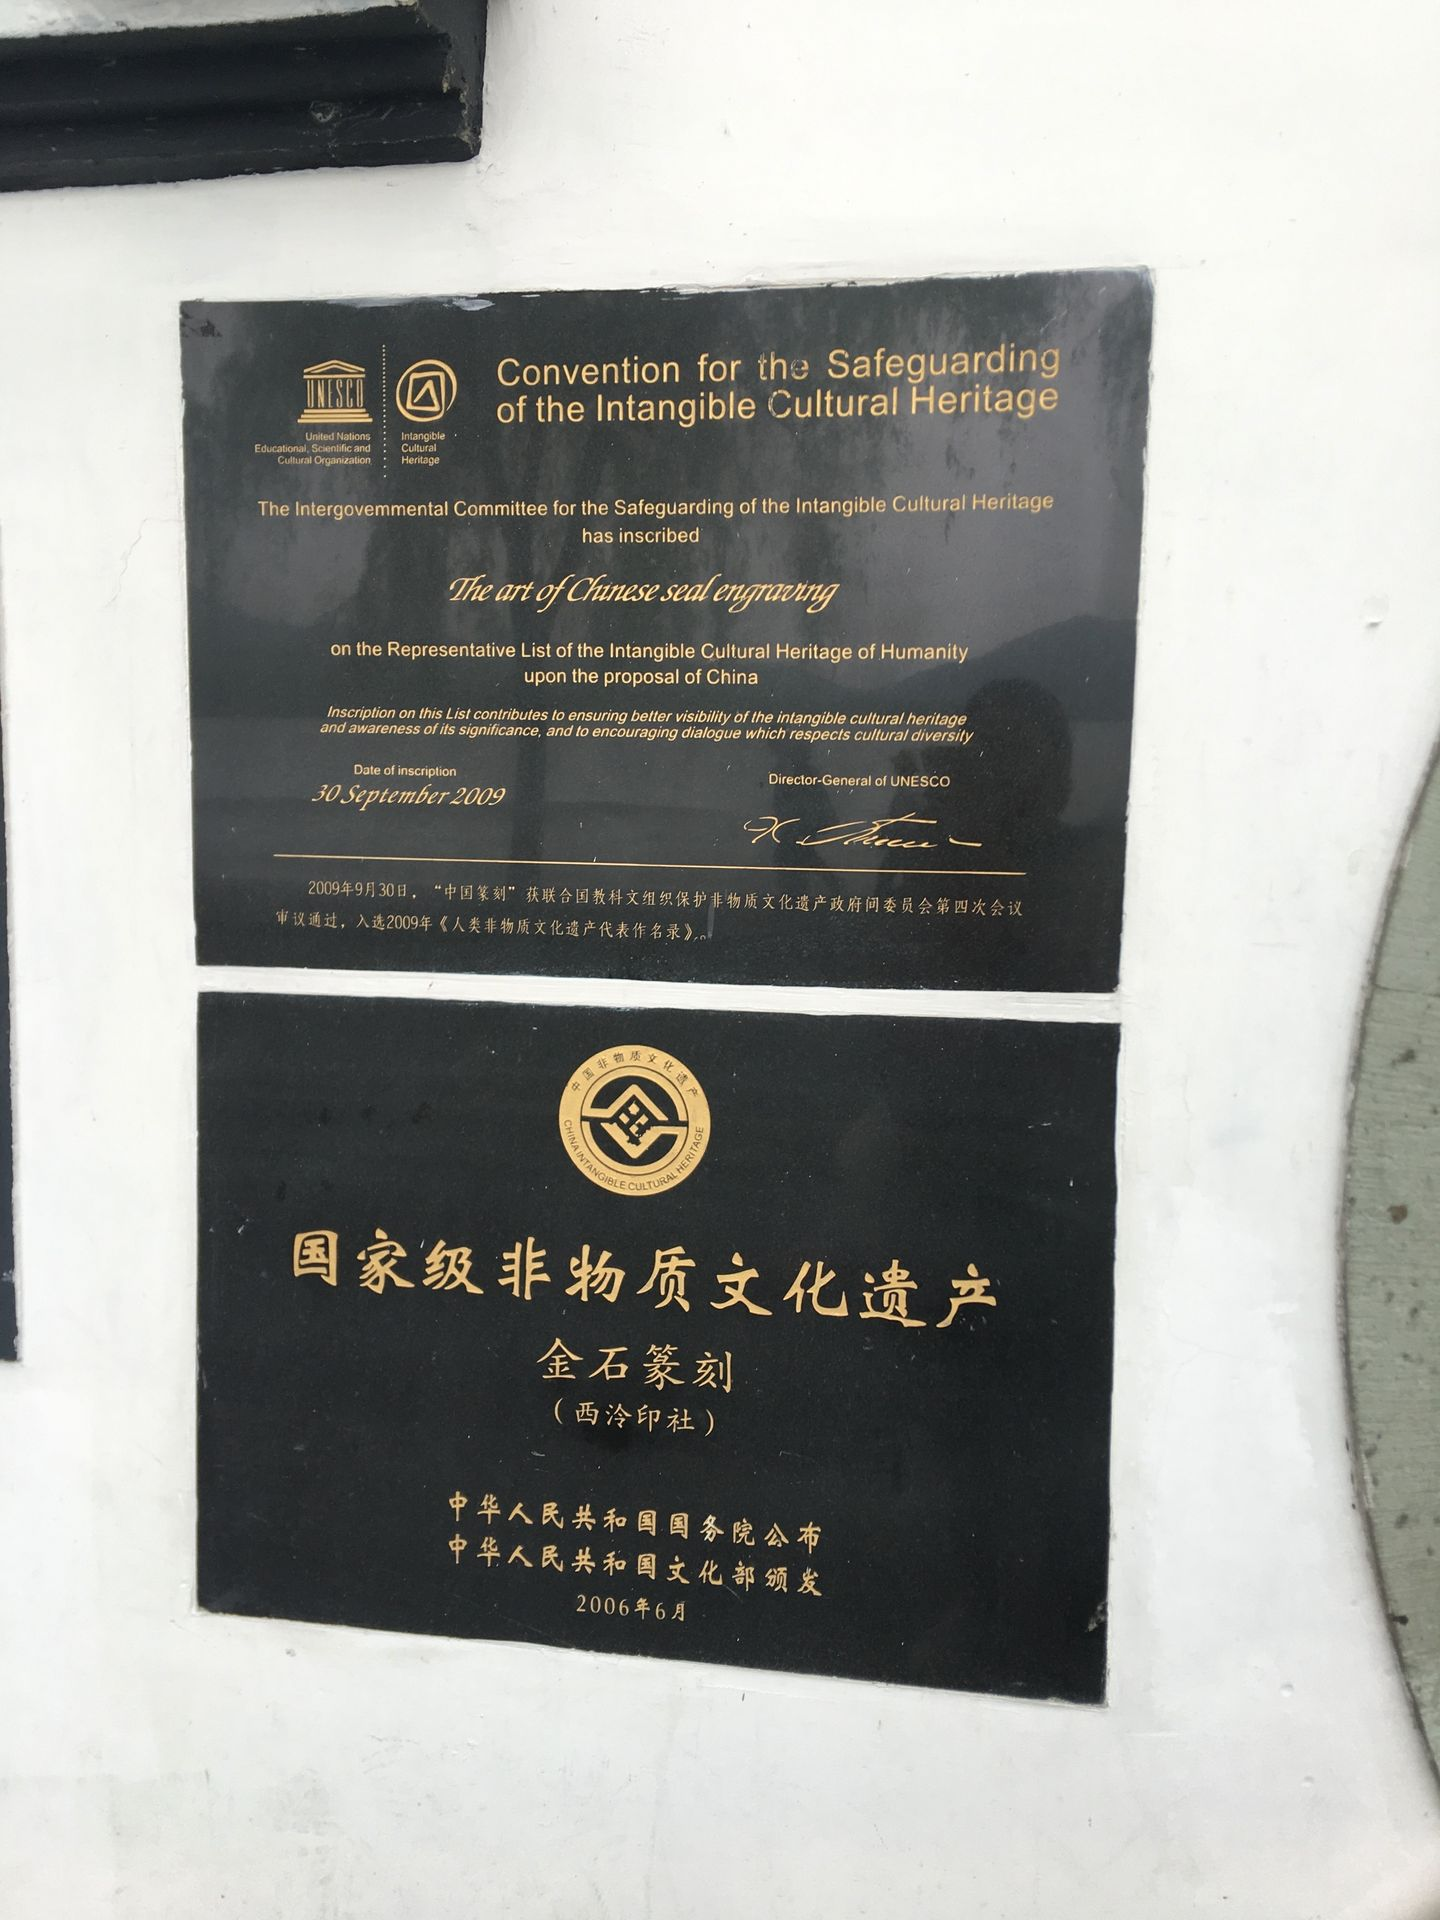 UNESCO
United Nations
Educational, Scientific and
Cultural Organization
Intangible
Cultural
Heritage
Convention for the Safeguarding
of the Intangible Cultural Heritage
The Intergovemmental Committee for the Safeguarding of the Intangible Cultural Heritage
has inscribed
The art of Chinese seal engraving
on the Representative List of the Intangible Cultural Heritage of Humanity
upon the proposal of China
Inscription on this List contributes to ensuring better visibility of the intangible cultural heritage
and awareness of its significance, and to encouraging dialogue which respects cultural diversity
Date of inscription
30 September 2009
Director-General of UNESCO
2009年9月30日，“中国篆刻”获联合国教科文组织保护非物质文化遗产政府间委员会第四次会议
审议通过，入选2009年《人类非物质文化遗产代表作名录》。
中国非物质文化遗产
CHINA INTANGIBLE CULTURAL HERITAGE
国家级非物质文化遗产
金石篆刻
（西泠印社）
中华人民共和国国务院公布
中华人民共和国文化部颁发
2006年6月